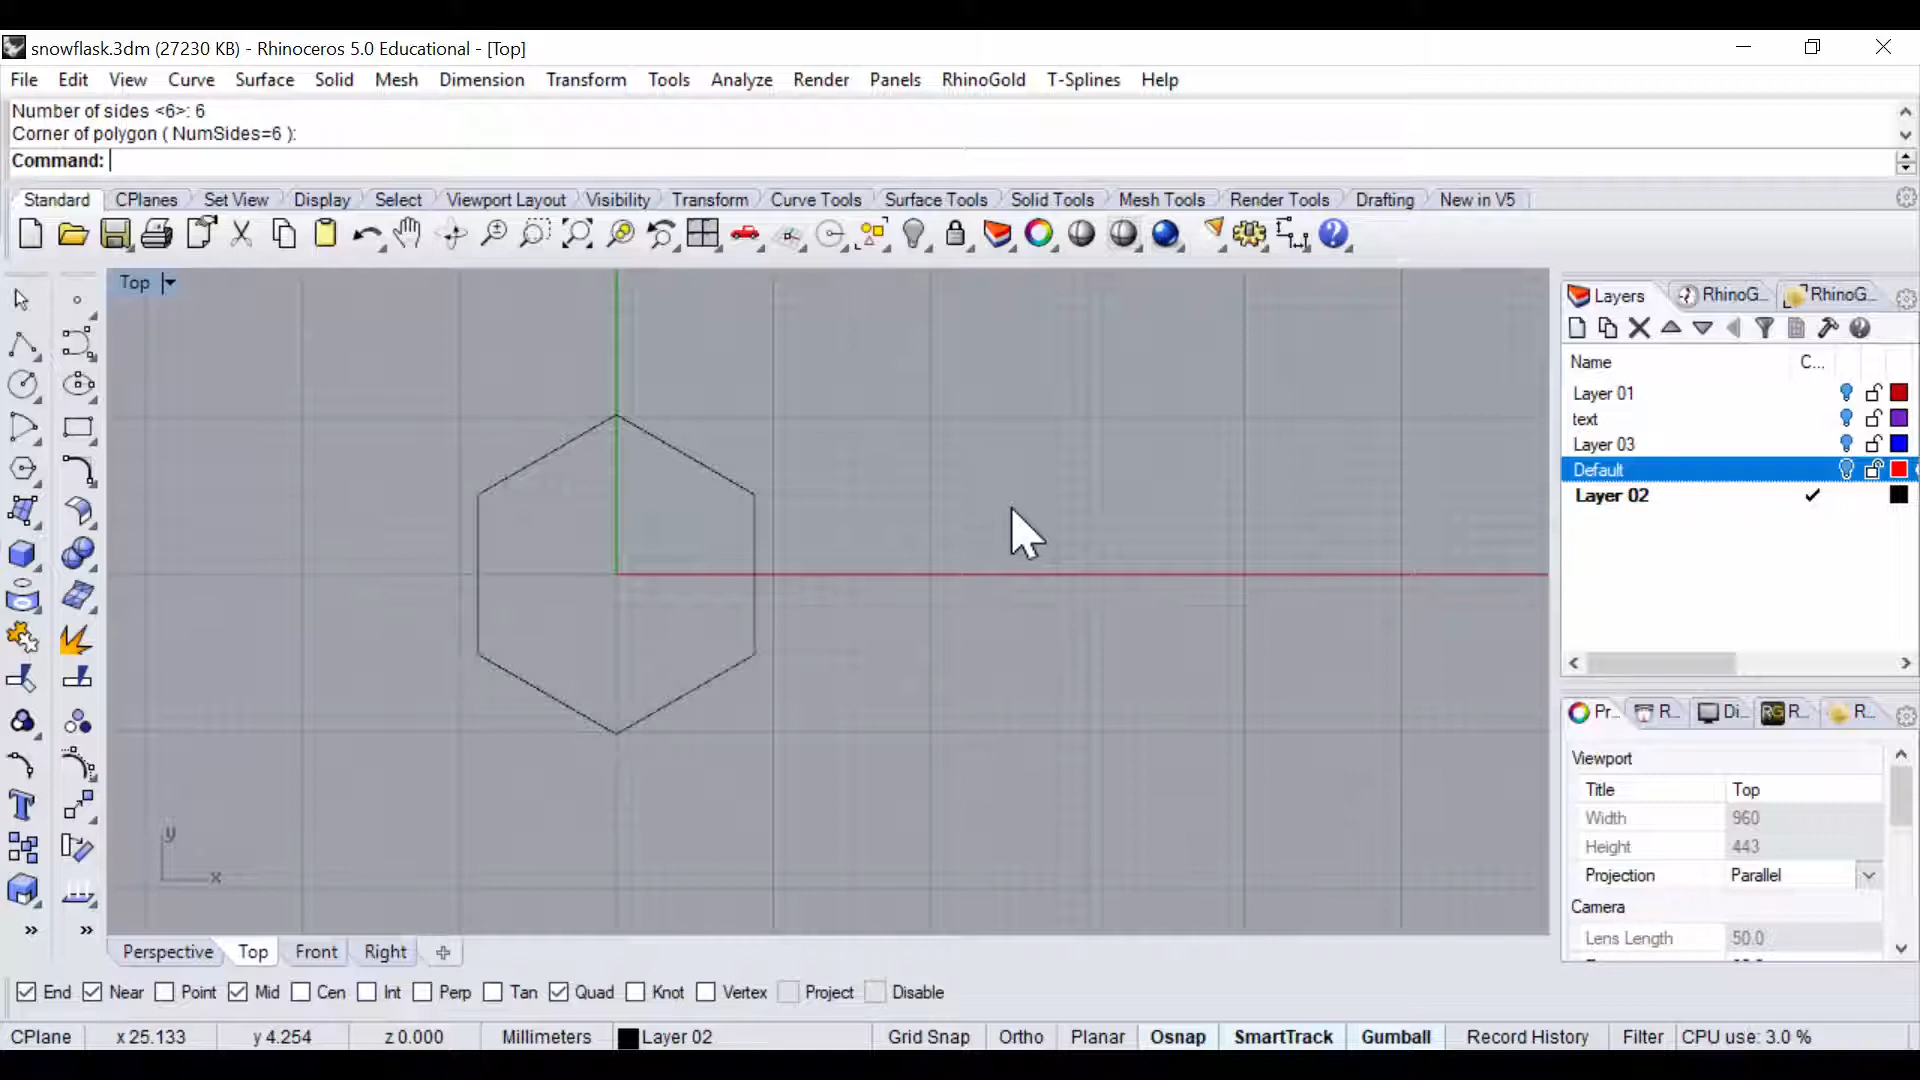 snowflask.3dm (27230 KB) - Rhinoceros 5.0 Educational - [Top]
File Edit View Curve Surface Solid Mesh Dimension Transform Tools Analyze Render Panels RhinoGold T-Splines Help
Number of sides <6>: 6
Corner of polygon ( NumSides=6 ):
Command:
Standard CPlanes Set View Display Select Viewport Layout Visibility Transform Curve Tools Surface Tools Solid Tools Mesh Tools Render Tools Drafting New in V5
Top
Layers RhinoG... RhinoG...
Name C...
Layer 01
text
Layer 03
Default
Layer 02
Pr... R... Di... R... R...
Viewport
Title Top
Width 960
Height 443
Projection Parallel
Camera
Lens Length 50.0
y
x
Perspective Top Front Right
End Near Point Mid Cen Int Perp Tan Quad Knot Vertex Project Disable
CPlane x 25.133 y 4.254 z 0.000 Millimeters Layer 02 Grid Snap Ortho Planar Osnap SmartTrack Gumball Record History Filter CPU use: 3.0 %